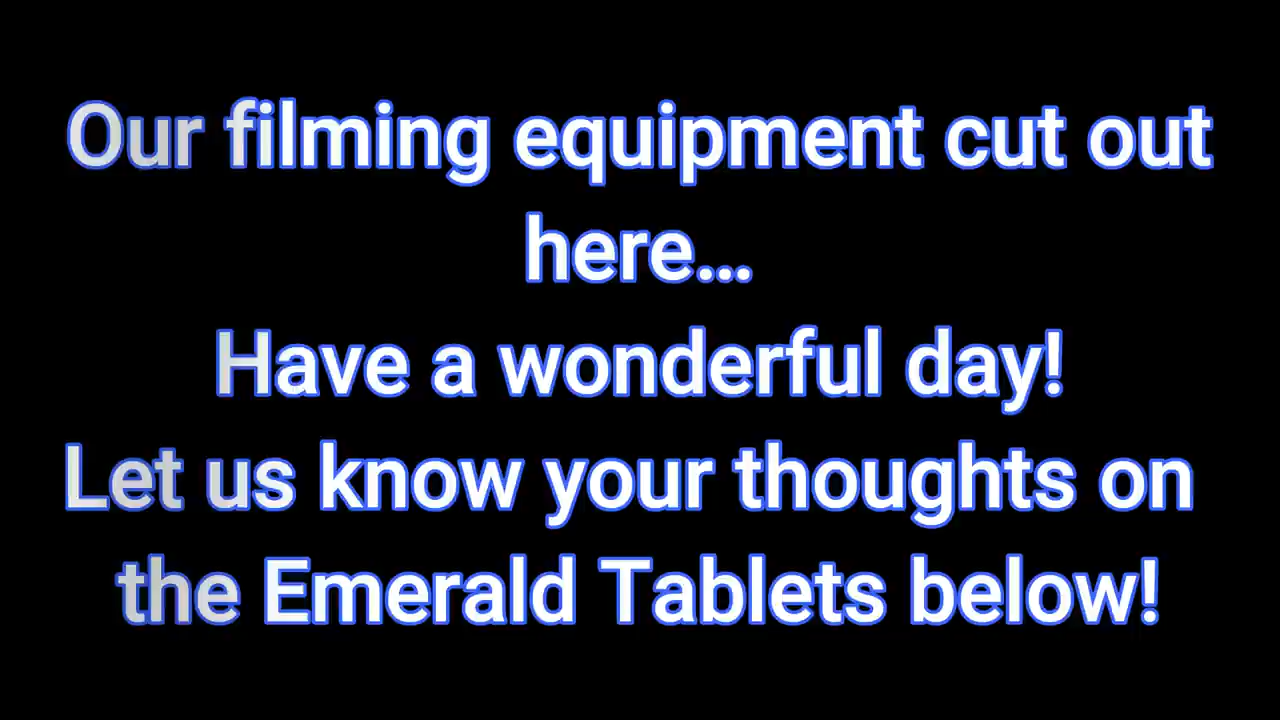 Our filming equipment cut out
here...
Have a wonderful day!
Let us know your thoughts on
the Emerald Tablets below!